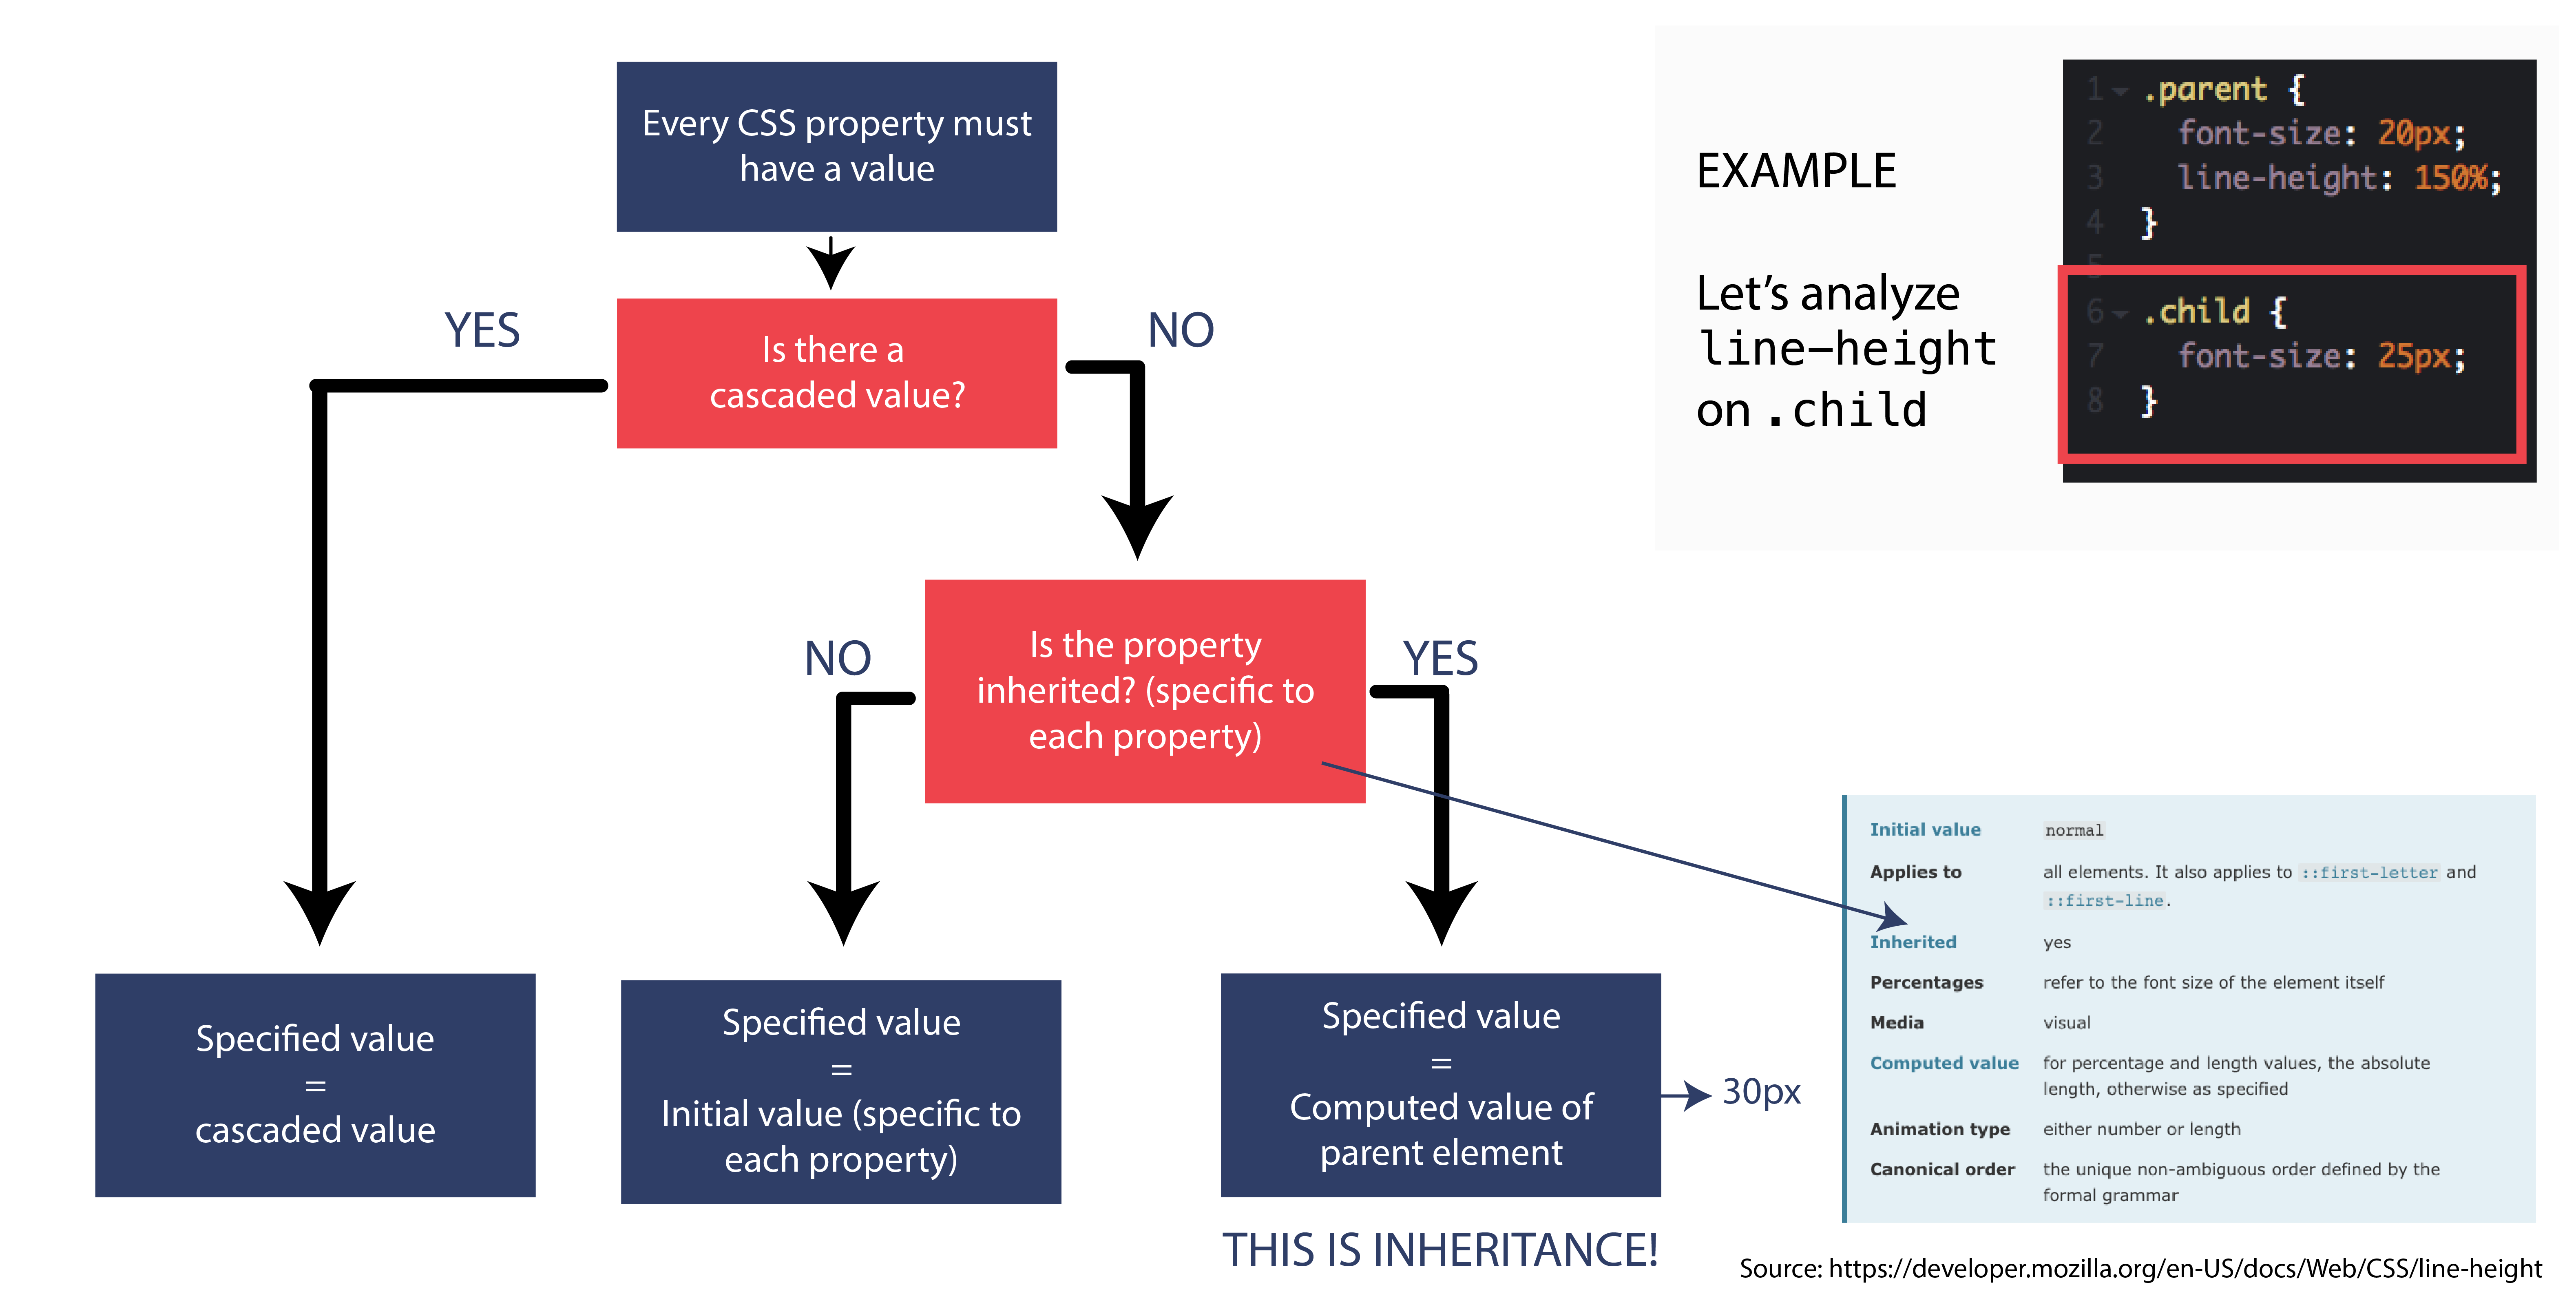 Every CSS property must
have a value
YES
Is there a
cascaded value?
NO
NO
Is the property
inherited? (specific to
each property)
YES
Specified value
=
cascaded value
Specified value
=
Initial value (specific to
each property)
Specified value
=
Computed value of
parent element
30px
THIS IS INHERITANCE!
EXAMPLE
Let’s analyze
line-height
on .child
1 .parent {
2 font-size: 20px;
3 line-height: 150%;
4 }
5
6 .child {
7 font-size: 25px;
8 }
Initial value normal
Applies to all elements. It also applies to ::first-letter and
::first-line.
Inherited yes
Percentages refer to the font size of the element itself
Media visual
Computed value for percentage and length values, the absolute
length, otherwise as specified
Animation type either number or length
Canonical order the unique non-ambiguous order defined by the
formal grammar
Source: https://developer.mozilla.org/en-US/docs/Web/CSS/line-height